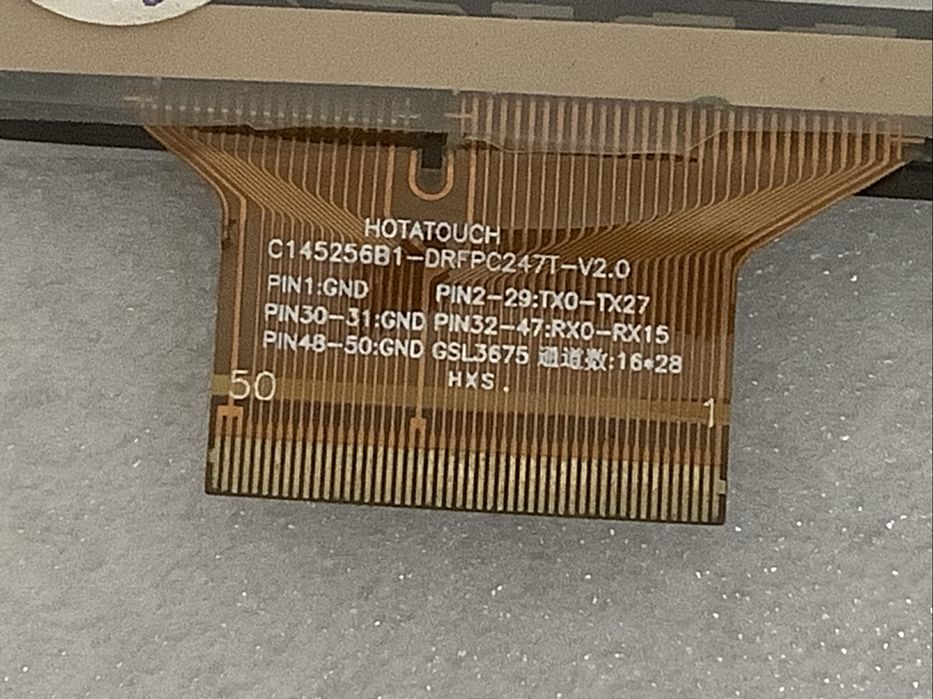 HOTATOUCH
C145256B1-DRFPC247T-V2.0
PIN1:GND PIN2-29:TX0-TX27
PIN30-31:GND PIN32-47:RX0-RX15
PIN48-50:GND GSL3675 通道数:16*28
HXS.
50 1